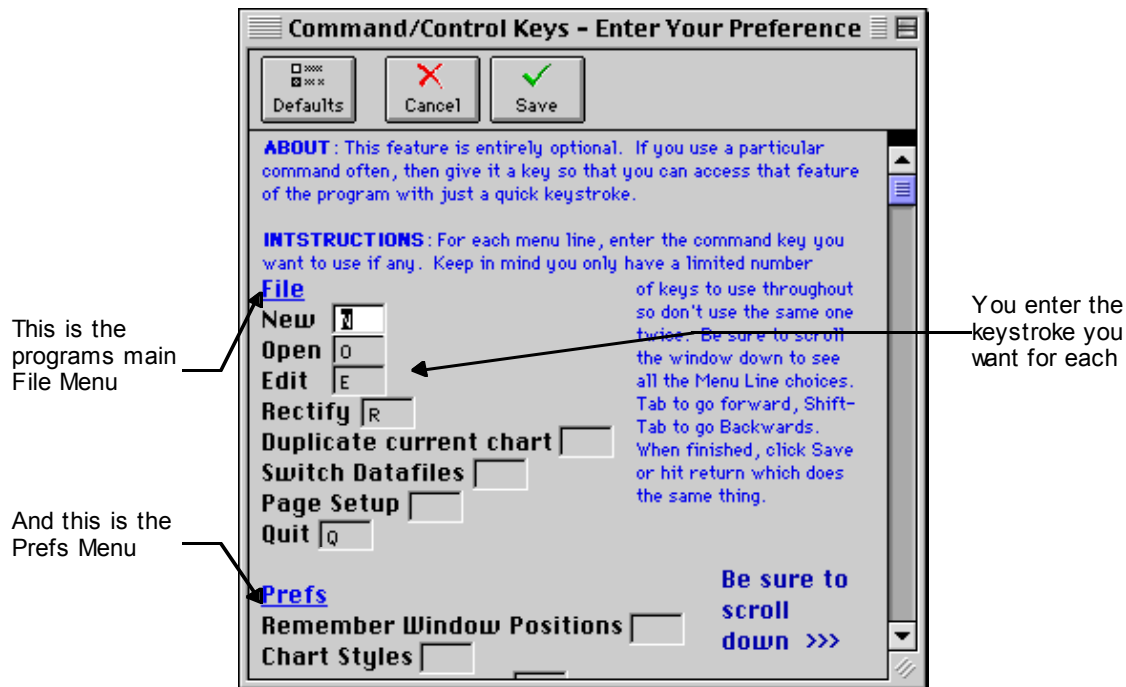 Command/Control Keys - Enter Your Preference
Defaults
Cancel
Save
ABOUT : This feature is entirely optional. If you use a particular
command often, then give it a key so that you can access that feature
of the program with just a quick keystroke.
INTSTRUCTIONS : For each menu line, enter the command key you
want to use if any. Keep in mind you only have a limited number
of keys to use throughout
so don't use the same one
twice. Be sure to scroll
the window down to see
all the Menu Line choices.
Tab to go forward, Shift-
Tab to go Backwards.
When finished, click Save
or hit return which does
the same thing.
File
New N
Open O
Edit E
Rectify R
Duplicate current chart
Switch Datafiles
Page Setup
Quit Q
Prefs
Remember Window Positions
Chart Styles
Be sure to
scroll
down >>>
This is the
programs main
File Menu
And this is the
Prefs Menu
You enter the
keystroke you
want for each